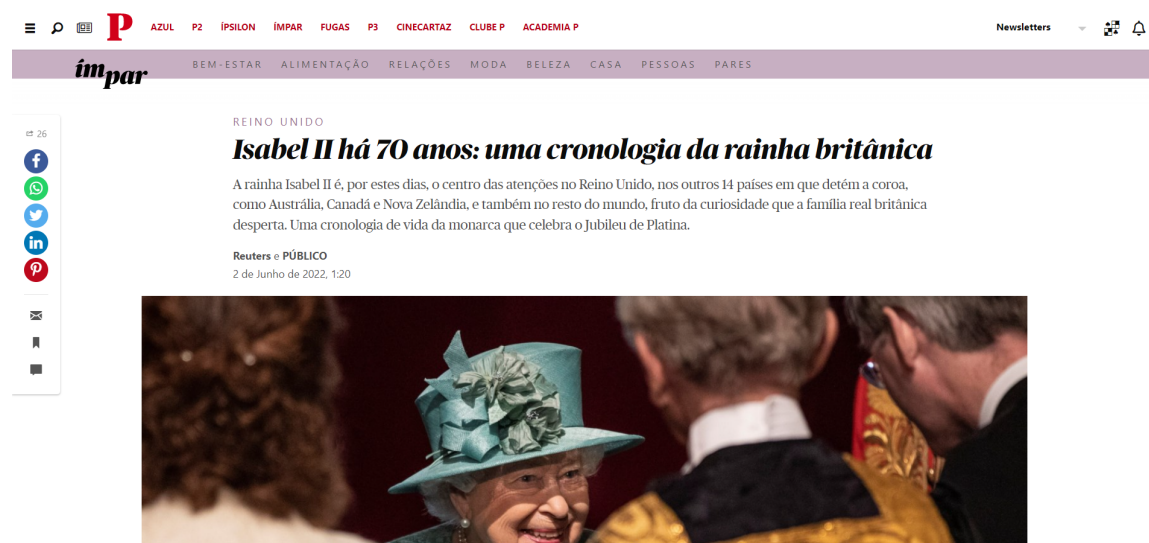 P AZUL P2 ÍPSILON ÍMPAR FUGAS P3 CINECARTAZ CLUBE P ACADEMIA P Newsletters
ímpar BEM-ESTAR ALIMENTAÇÃO RELAÇÕES MODA BELEZA CASA PESSOAS PARES
26
REINO UNIDO
Isabel II há 70 anos: uma cronologia da rainha britânica
A rainha Isabel II é, por estes dias, o centro das atenções no Reino Unido, nos outros 14 países em que detém a coroa,
como Austrália, Canadá e Nova Zelândia, e também no resto do mundo, fruto da curiosidade que a família real britânica
desperta. Uma cronologia de vida da monarca que celebra o Jubileu de Platina.
Reuters e PÚBLICO
2 de Junho de 2022, 1:20